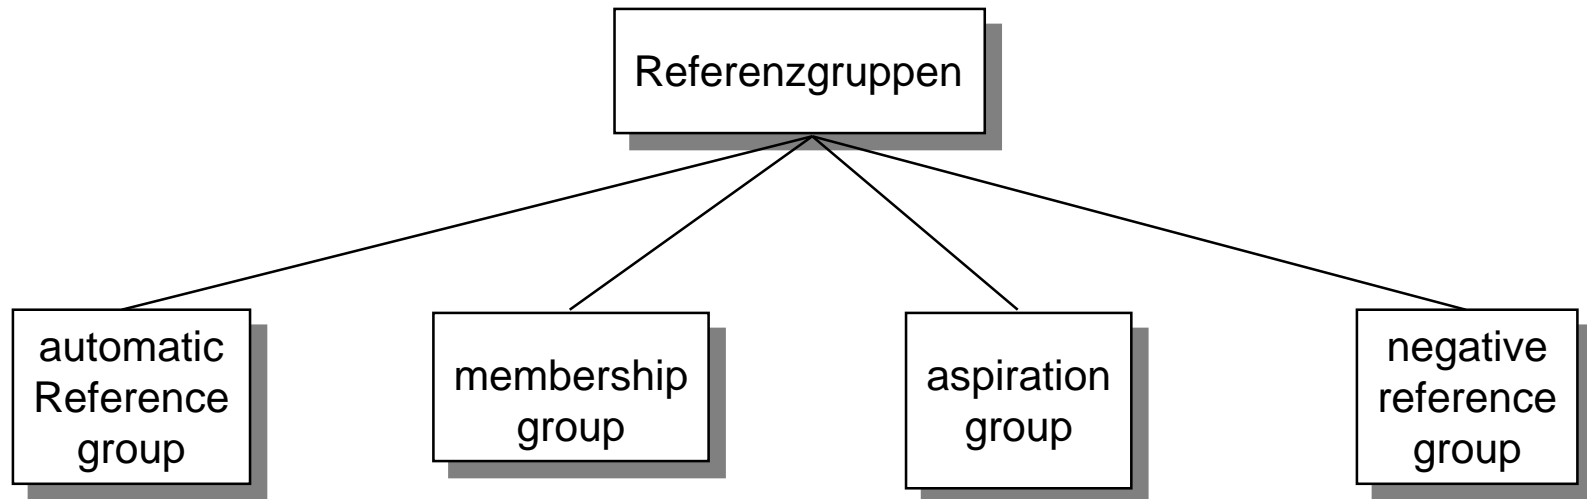 Referenzgruppen
automatic
Reference
group
membership
group
aspiration
group
negative
reference
group